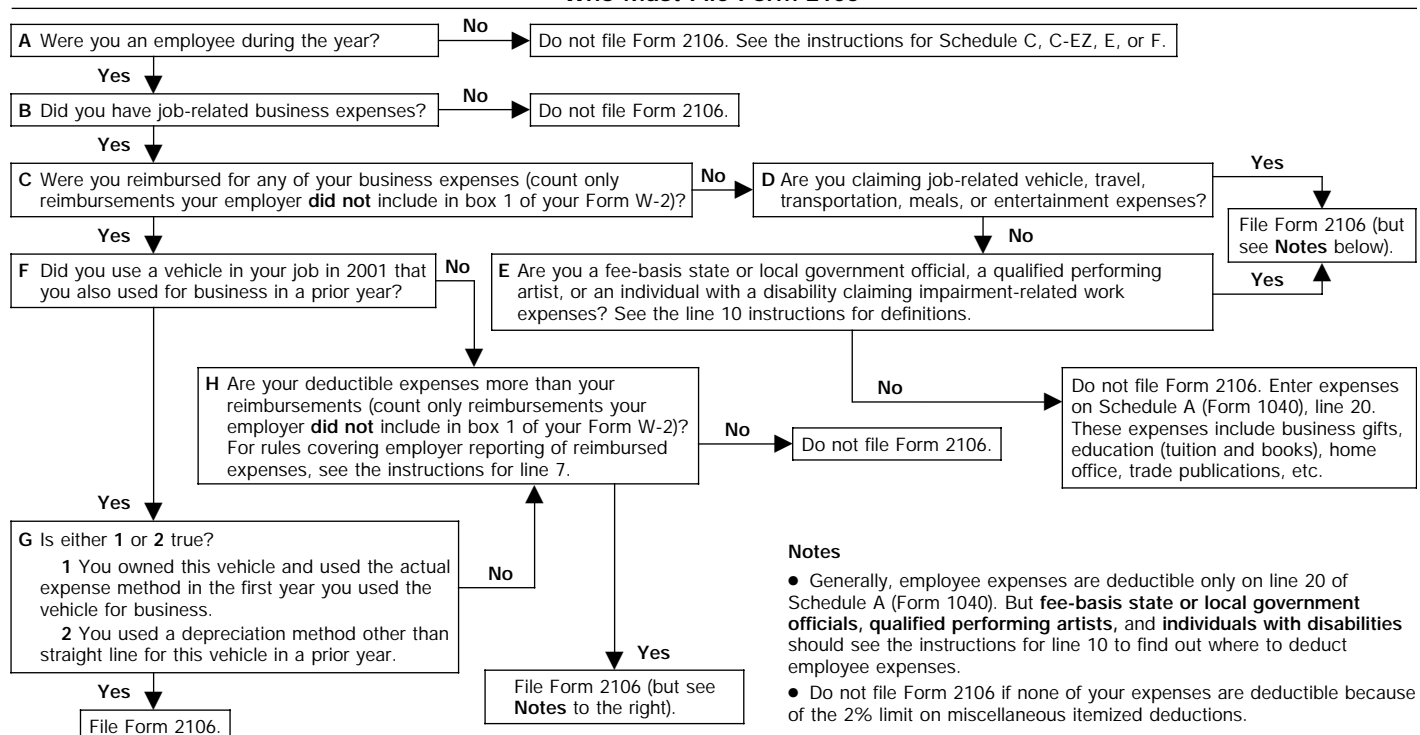 A Were you an employee during the year?
No
Do not file Form 2106. See the instructions for Schedule C, C-EZ, E, or F.
Yes
B Did you have job-related business expenses?
No
Do not file Form 2106.
Yes
C Were you reimbursed for any of your business expenses (count only
reimbursements your employer did not include in box 1 of your Form W-2)?
No
D Are you claiming job-related vehicle, travel,
transportation, meals, or entertainment expenses?
Yes
File Form 2106 (but
see Notes below).
Yes
No
F Did you use a vehicle in your job in 2001 that
you also used for business in a prior year?
No
E Are you a fee-basis state or local government official, a qualified performing
artist, or an individual with a disability claiming impairment-related work
expenses? See the line 10 instructions for definitions.
Yes
H Are your deductible expenses more than your
reimbursements (count only reimbursements your
employer did not include in box 1 of your Form W-2)?
For rules covering employer reporting of reimbursed
expenses, see the instructions for line 7.
No
Do not file Form 2106.
No
Do not file Form 2106. Enter expenses
on Schedule A (Form 1040), line 20.
These expenses include business gifts,
education (tuition and books), home
office, trade publications, etc.
Yes
G Is either 1 or 2 true?
1 You owned this vehicle and used the actual
expense method in the first year you used the
vehicle for business.
2 You used a depreciation method other than
straight line for this vehicle in a prior year.
No
Yes
File Form 2106.
Yes
File Form 2106 (but see
Notes to the right).
Notes
● Generally, employee expenses are deductible only on line 20 of
Schedule A (Form 1040). But fee-basis state or local government
officials, qualified performing artists, and individuals with disabilities
should see the instructions for line 10 to find out where to deduct
employee expenses.
● Do not file Form 2106 if none of your expenses are deductible because
of the 2% limit on miscellaneous itemized deductions.